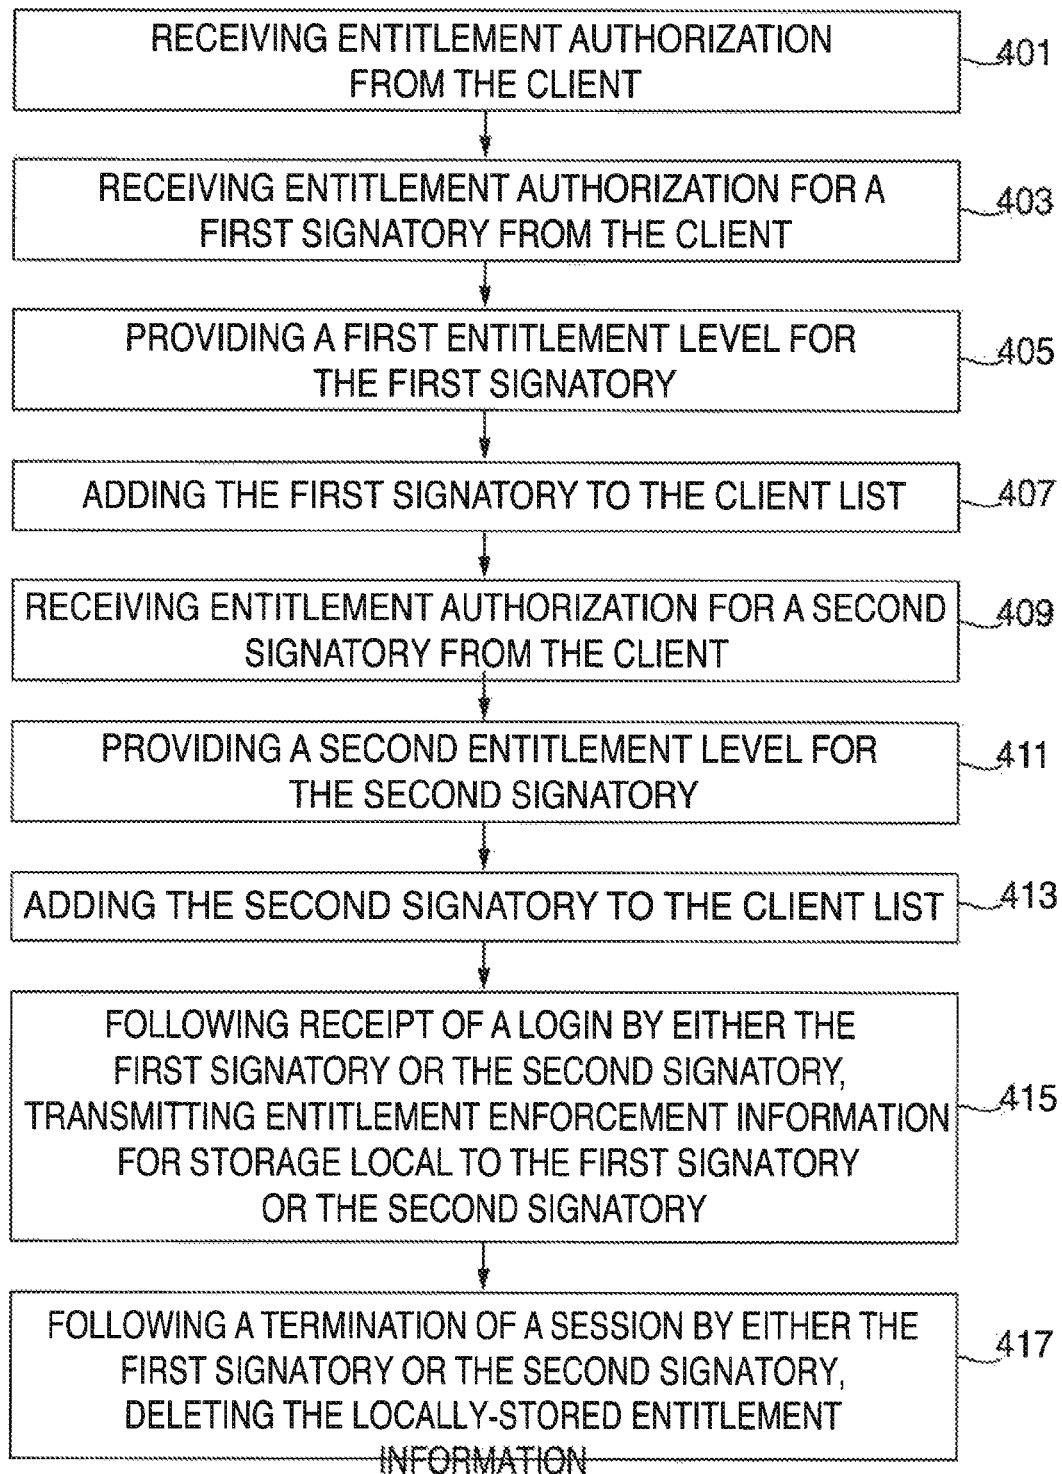 RECEIVING ENTITLEMENT AUTHORIZATION
FROM THE CLIENT
401
RECEIVING ENTITLEMENT AUTHORIZATION FOR A
FIRST SIGNATORY FROM THE CLIENT
403
PROVIDING A FIRST ENTITLEMENT LEVEL FOR
THE FIRST SIGNATORY
405
ADDING THE FIRST SIGNATORY TO THE CLIENT LIST
407
RECEIVING ENTITLEMENT AUTHORIZATION FOR A SECOND
SIGNATORY FROM THE CLIENT
409
PROVIDING A SECOND ENTITLEMENT LEVEL FOR
THE SECOND SIGNATORY
411
ADDING THE SECOND SIGNATORY TO THE CLIENT LIST
413
FOLLOWING RECEIPT OF A LOGIN BY EITHER THE
FIRST SIGNATORY OR THE SECOND SIGNATORY,
TRANSMITTING ENTITLEMENT ENFORCEMENT INFORMATION
FOR STORAGE LOCAL TO THE FIRST SIGNATORY
OR THE SECOND SIGNATORY
415
FOLLOWING A TERMINATION OF A SESSION BY EITHER THE
FIRST SIGNATORY OR THE SECOND SIGNATORY,
DELETING THE LOCALLY-STORED ENTITLEMENT
INFORMATION
417